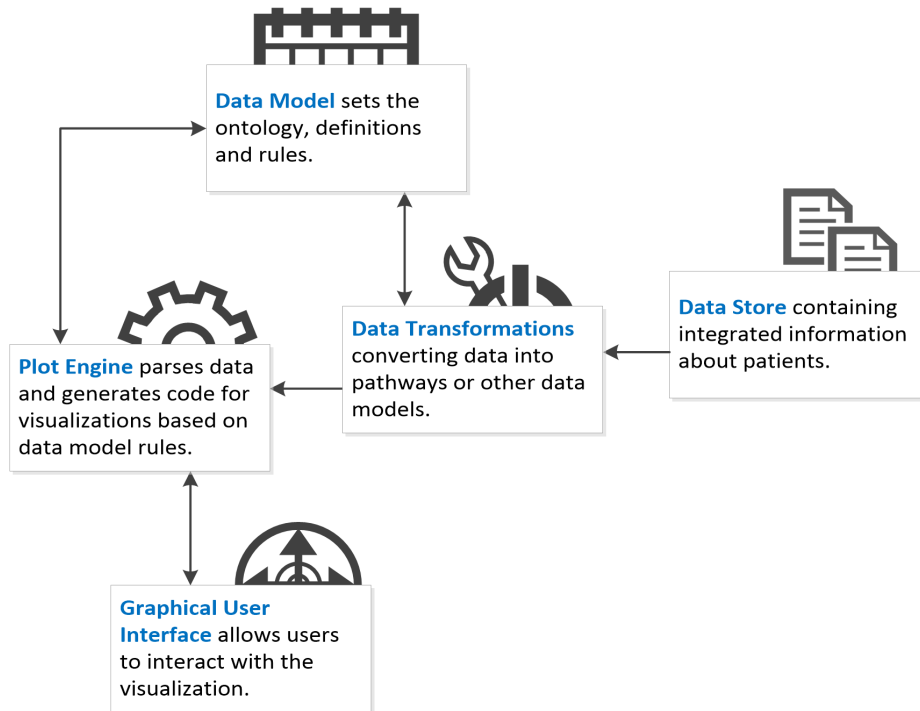 Data Model sets the
ontology, definitions
and rules.
Data Store containing
integrated information
about patients.
Data Transformations
converting data into
pathways or other data
models.
Plot Engine parses data
and generates code for
visualizations based on
data model rules.
Graphical User
Interface allows users
to interact with the
visualization.